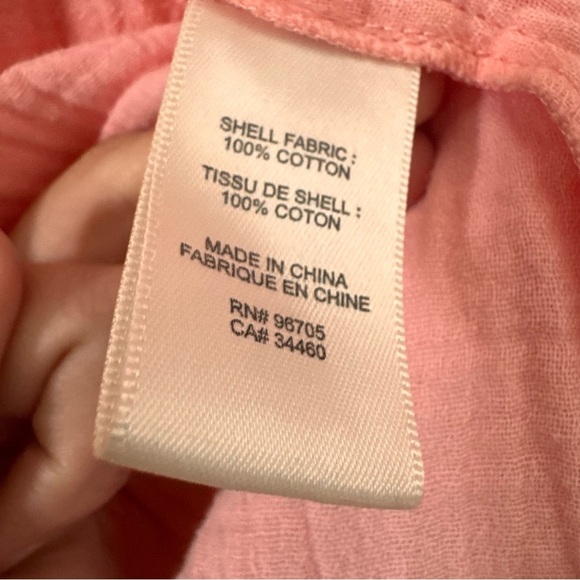 SHELL FABRIC :
100% COTTON
TISSU DE SHELL :
100% COTON
MADE IN CHINA
FABRIQUE EN CHINE
RN# 96705
CA# 34460